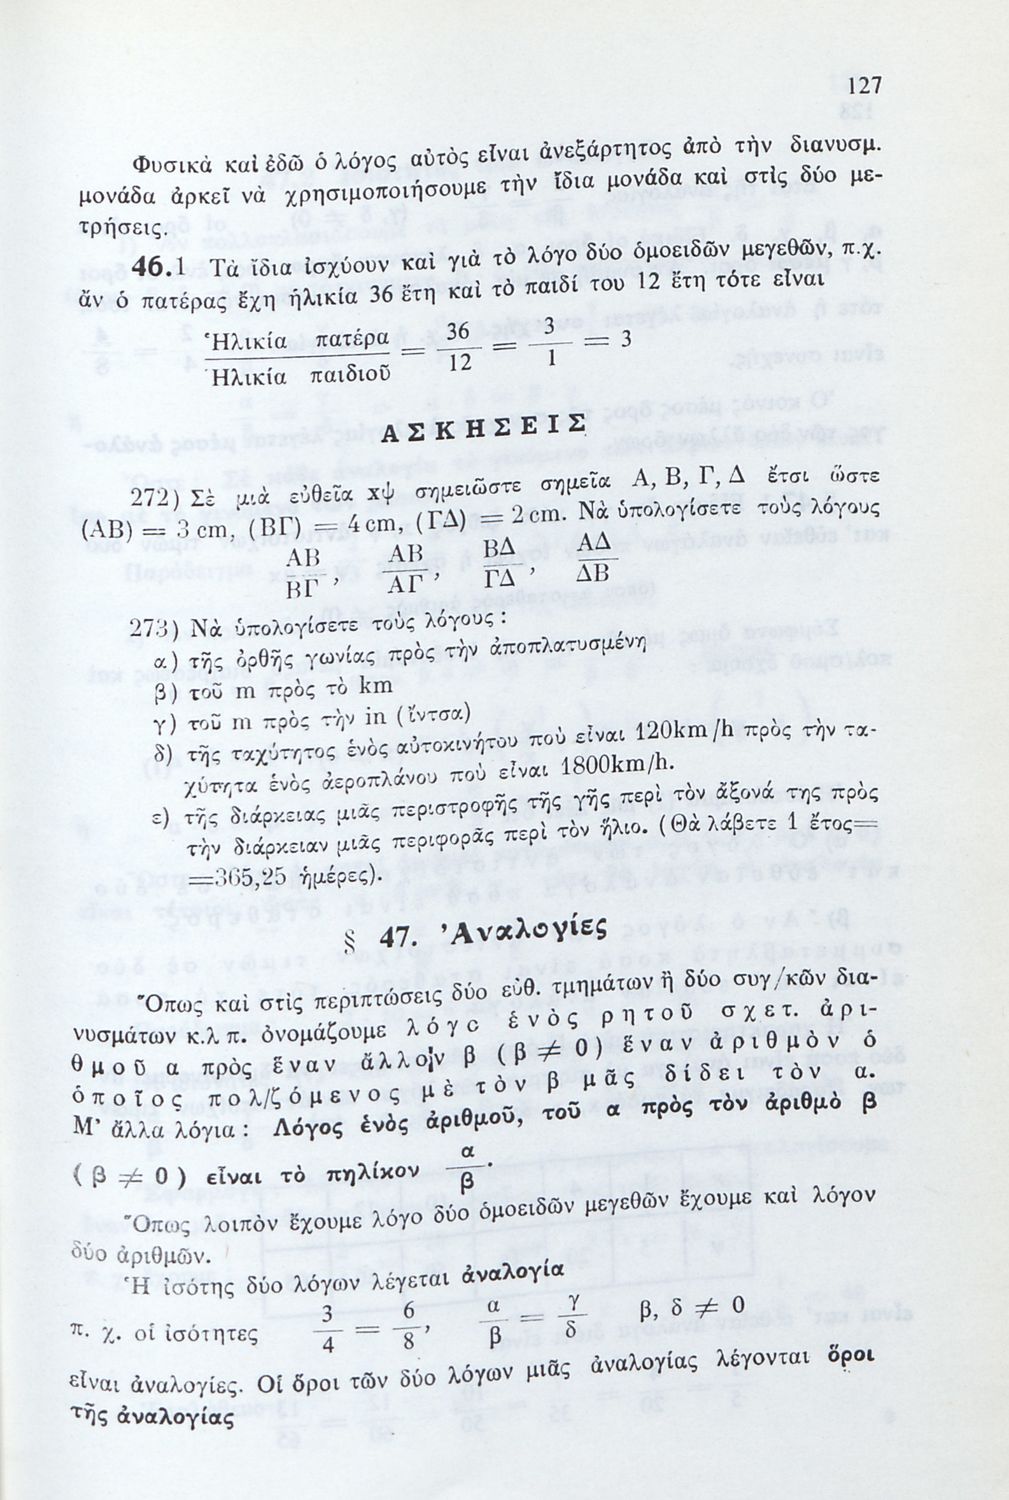 127
Φυσικὰ καὶ ἐδῶ ὁ λόγος αὐτὸς εἶναι ἀνεξάρτητος ἀπὸ τὴν διανυσμ.
μονάδα ἀρκεῖ νὰ χρησιμοποιήσουμε τὴν ἴδια μονάδα καὶ στὶς δύο με-
τρήσεις.
46.1 Τὰ ἴδια ἰσχύουν καὶ γιὰ τὸ λόγο δύο ὁμοειδῶν μεγεθῶν, π.χ.
ἄν ὁ πατέρας ἔχη ἡλικία 36 ἔτη καὶ τὸ παιδί του 12 ἔτη τότε εἶναι
Ἡλικία πατέρα / Ἡλικία παιδιοῦ = 36/12 = 3/1 = 3
ΑΣΚΗΣΕΙΣ
272) Σὲ μιὰ εὐθεῖα χψ σημειῶστε σημεῖα Α, Β, Γ, Δ ἔτσι ὥστε
(ΑΒ) = 3 cm, (ΒΓ) = 4 cm, (ΓΔ) = 2 cm. Νὰ ὑπολογίσετε τοὺς λόγους
ΑΒ/ΒΓ, ΑΒ/ΑΓ, ΒΔ/ΓΔ, ΑΔ/ΔΒ
273) Νὰ ὑπολογίσετε τοὺς λόγους :
α) τῆς ὀρθῆς γωνίας πρὸς τὴν ἀποπλατυσμένη
β) τοῦ m πρὸς τὸ km
γ) τοῦ m πρὸς τὴν in (ἴντσα)
δ) τῆς ταχύτητος ἑνὸς αὐτοκινήτου ποὺ εἶναι 120km/h πρὸς τὴν τα-
χύτητα ἑνὸς ἀεροπλάνου ποὺ εἶναι 1800km/h.
ε) τῆς διάρκειας μιᾶς περιστροφῆς τῆς γῆς περὶ τὸν ἄξονά της πρὸς
τὴν διάρκειαν μιᾶς περιφορᾶς περὶ τὸν ἥλιο. (Θὰ λάβετε 1 ἔτος=
=365,25 ἡμέρες).
§ 47. Ἀναλογίες
Ὅπως καὶ στὶς περιπτώσεις δύο εὐθ. τμημάτων ἢ δύο συγ/κῶν δια-
νυσμάτων κ.λ π. ὀνομάζουμε λόγο ἑνὸς ρητοῦ σχετ. ἀρι-
θμοῦ α πρὸς ἕναν ἄλλον β (β ≠ 0) ἕναν ἀριθμὸν ὁ
ὁποῖος πολ/ζόμενος μὲ τὸν β μᾶς δίδει τὸν α.
Μ' ἄλλα λόγια : Λόγος ἑνὸς ἀριθμοῦ, τοῦ α πρὸς τὸν ἀριθμὸ β
( β ≠ 0 ) εἶναι τὸ πηλίκον α/β.
Ὅπως λοιπὸν ἔχουμε λόγο δύο ὁμοειδῶν μεγεθῶν ἔχουμε καὶ λόγον
δύο ἀριθμῶν.
Ἡ ἰσότης δύο λόγων λέγεται ἀναλογία
π. χ. οἱ ἰσότητες 3/4 = 6/8, α/β = γ/δ β, δ ≠ 0
εἶναι ἀναλογίες. Οἱ ὅροι τῶν δύο λόγων μιᾶς ἀναλογίας λέγονται ὅροι
τῆς ἀναλογίας